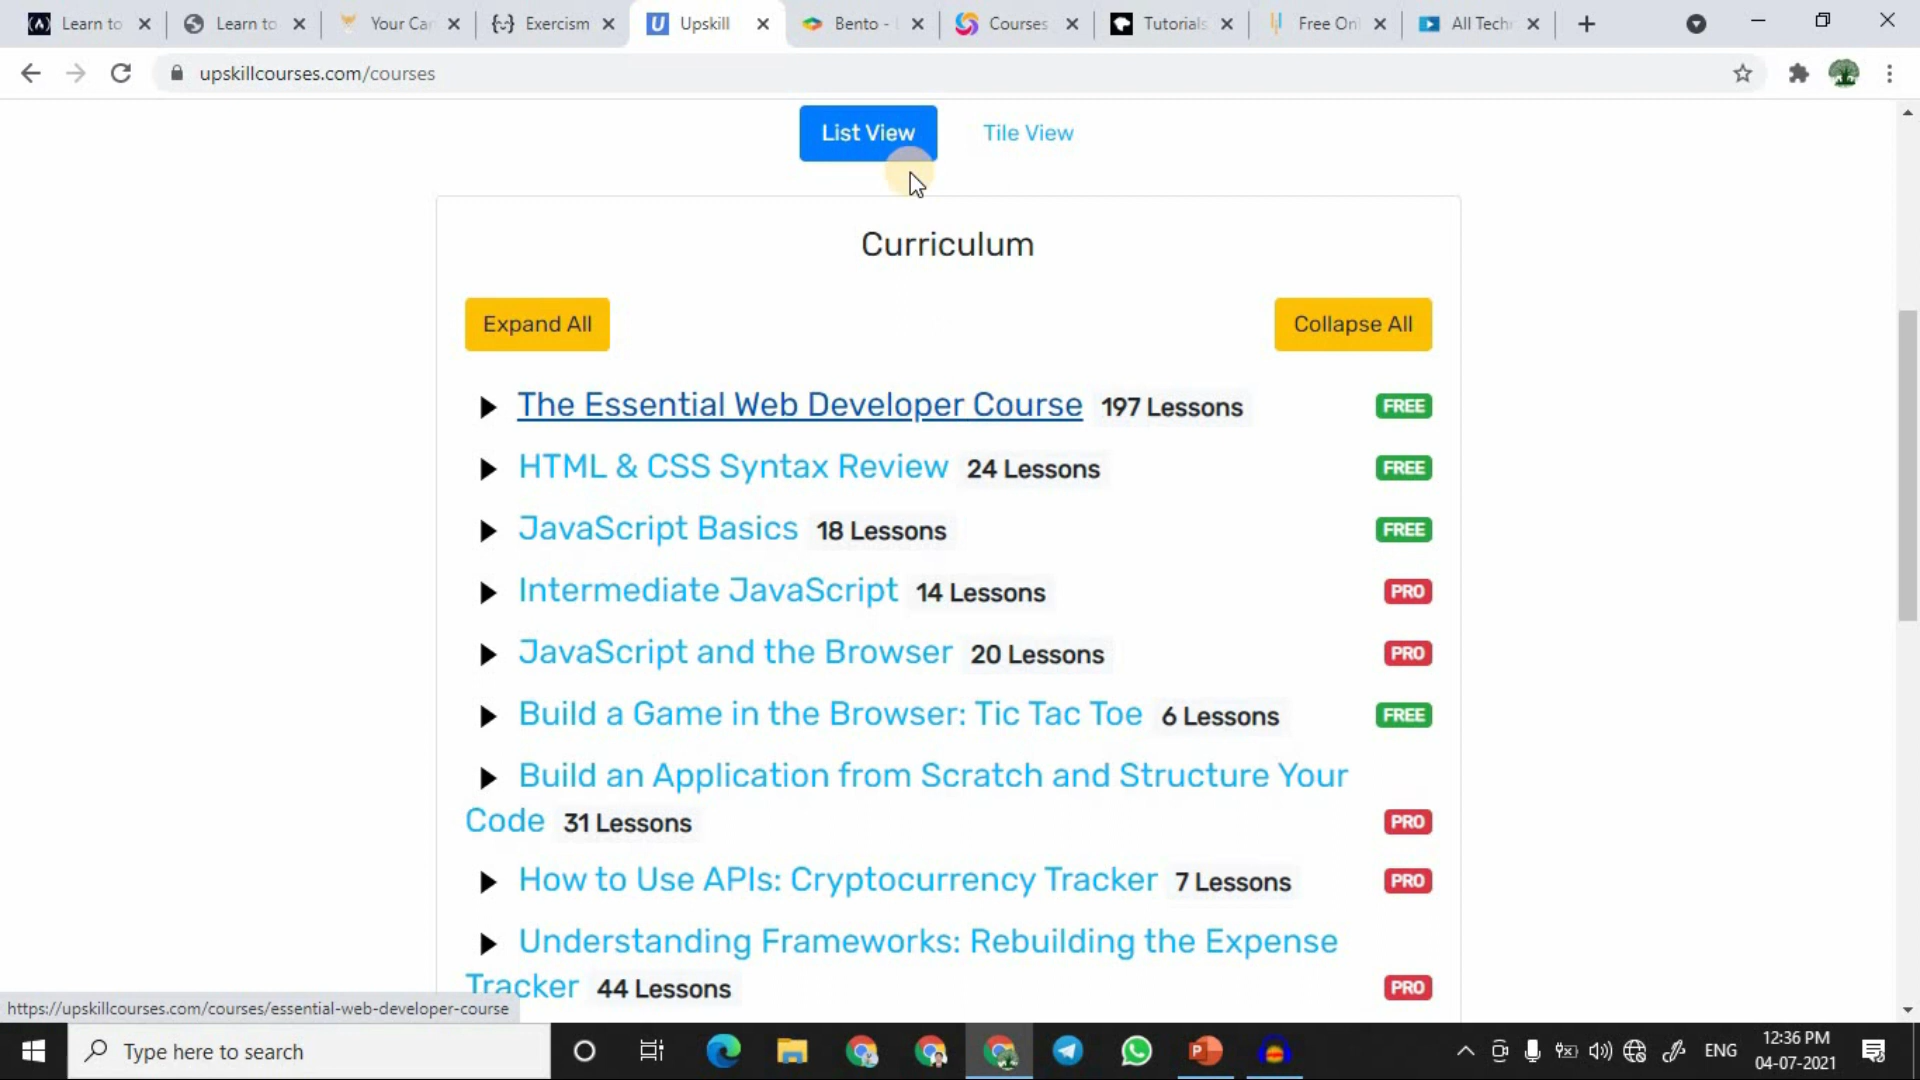 Learn to
Learn to
Your Car
Exercism
Upskill
Bento -
Courses
Tutorials
Free Onl
All Tech
upskillcourses.com/courses
List View
Tile View
Curriculum
Expand All
Collapse All
The Essential Web Developer Course 197 Lessons FREE
HTML & CSS Syntax Review 24 Lessons FREE
JavaScript Basics 18 Lessons FREE
Intermediate JavaScript 14 Lessons PRO
JavaScript and the Browser 20 Lessons PRO
Build a Game in the Browser: Tic Tac Toe 6 Lessons FREE
Build an Application from Scratch and Structure Your
Code 31 Lessons PRO
How to Use APIs: Cryptocurrency Tracker 7 Lessons PRO
Understanding Frameworks: Rebuilding the Expense
Tracker 44 Lessons PRO
https://upskillcourses.com/courses/essential-web-developer-course
Type here to search
ENG
12:36 PM
04-07-2021